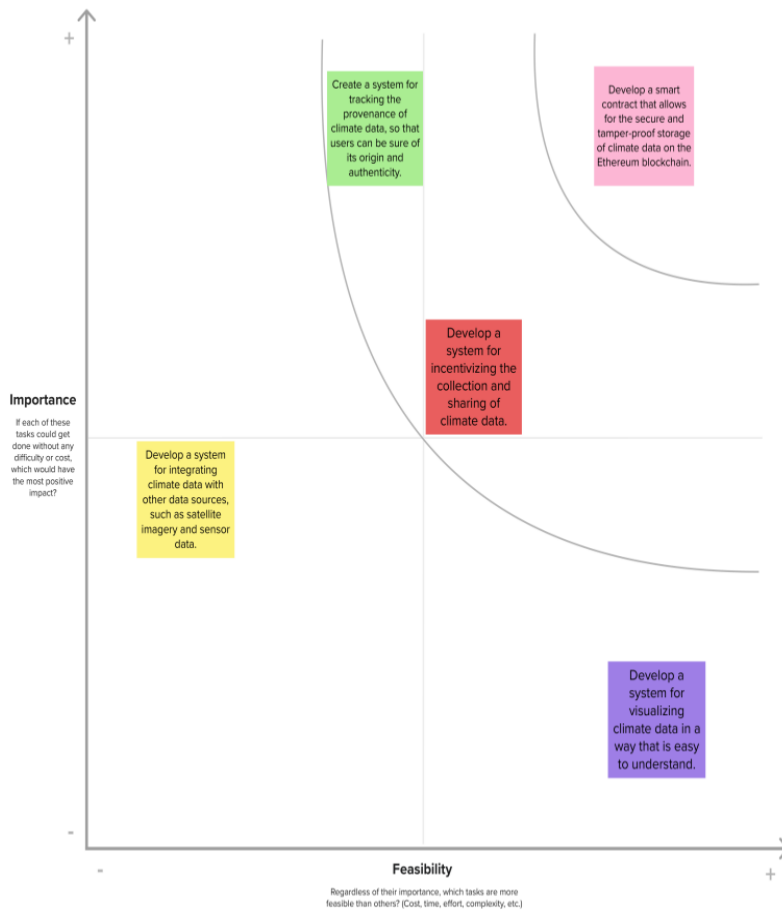 +
Create a system for
tracking the
provenance of
climate data, so that
users can be sure of
its origin and
authenticity.
Develop a smart
contract that allows
for the secure and
tamper-proof storage
of climate data on the
Ethereum blockchain.
Develop a
system for
incentivizing the
collection and
sharing of
climate data.
Importance
If each of these
tasks could get
done without any
difficulty or cost,
which would have
the most positive
impact?
Develop a system
for integrating
climate data with
other data sources,
such as satellite
imagery and sensor
data.
Develop a
system for
visualizing
climate data in a
way that is easy
to understand.
-
-
Feasibility
+
Regardless of their importance, which tasks are more
feasible than others? (Cost, time, effort, complexity, etc.)